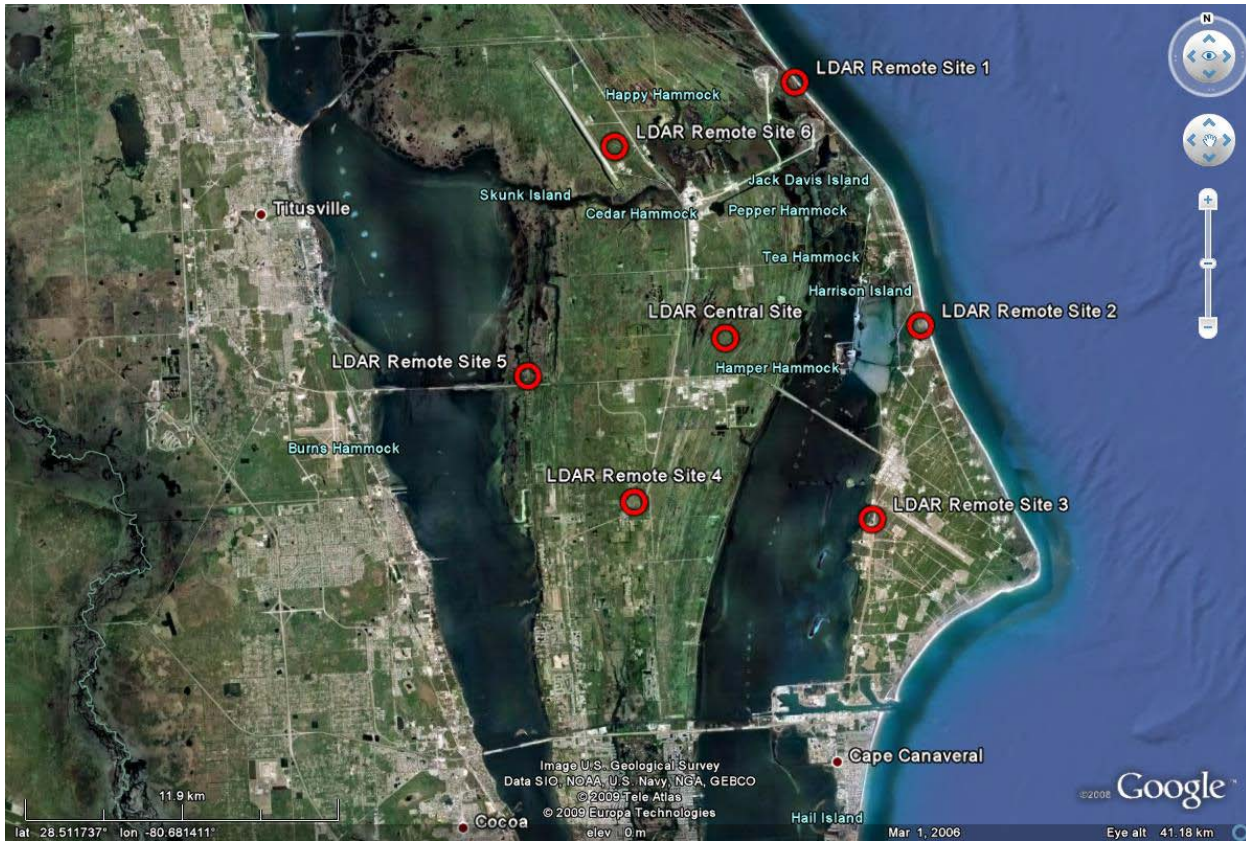 N
LDAR Remote Site 1
Happy Hammock
LDAR Remote Site 6
Jack Davis Island
Skunk Island
Cedar Hammock
Pepper Hammock
Titusville
Tea Hammock
Harrison Island
LDAR Central Site
LDAR Remote Site 2
LDAR Remote Site 5
Hamper Hammock
Burns Hammock
LDAR Remote Site 4
LDAR Remote Site 3
Cape Canaveral
Image U.S. Geological Survey
Data SIO, NOAA, U.S. Navy, NGA, GEBCO
© 2009 Tele Atlas
© 2009 Europa Technologies
11.9 km
©2008 Google™
Cocoa
Hail Island
lat 28.511737° lon -80.681411° elev 0 m Mar 1, 2006 Eye alt 41.18 km